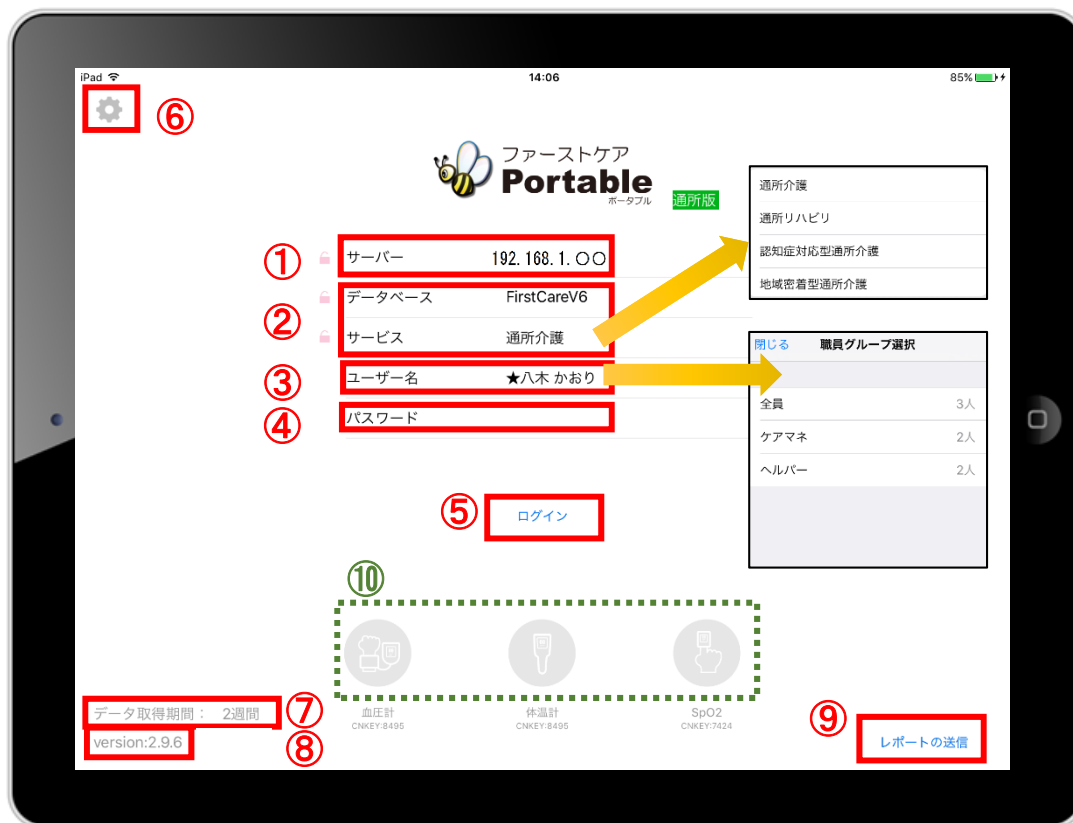 iPad 14:06 85%
⑥
ファーストケア
Portable
ポータブル
通所版
① サーバー 192.168.1.〇〇
② データベース FirstCareV6
サービス 通所介護
③ ユーザー名 ★八木 かおり
④ パスワード
⑤ ログイン
通所介護
通所リハビリ
認知症対応型通所介護
地域密着型通所介護
閉じる 職員グループ選択
全員 3人
ケアマネ 2人
ヘルパー 2人
⑩
血圧計
CNKEY:8495
体温計
CNKEY:8495
SpO2
CNKEY:7424
データ取得期間： 2週間 ⑦
version:2.9.6 ⑧
⑨
レポートの送信